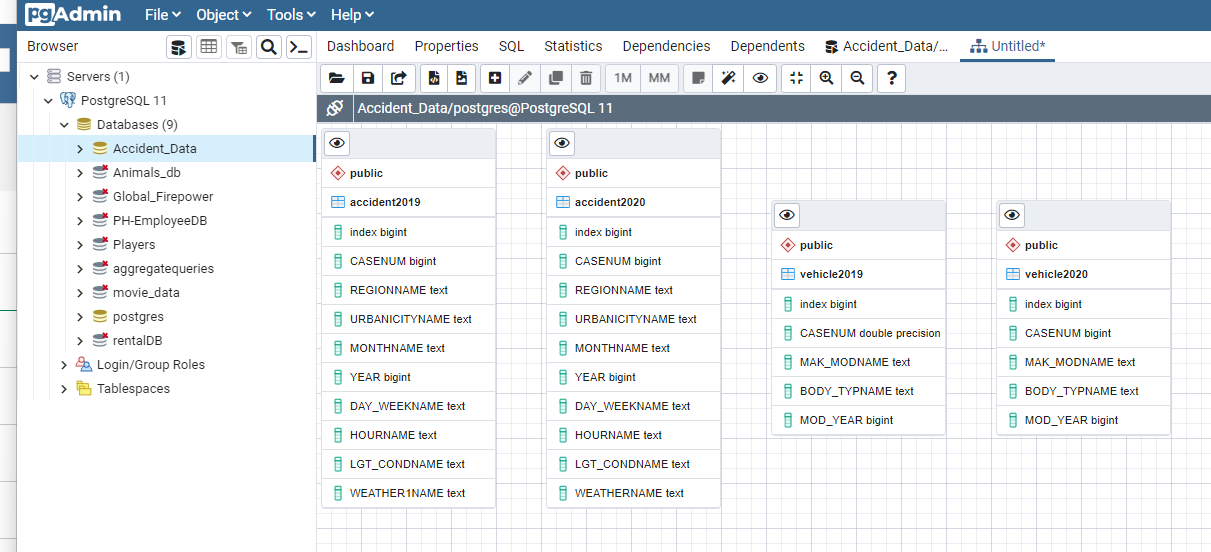 pgAdmin File Object Tools Help
Browser
Dashboard Properties SQL Statistics Dependencies Dependents Accident_Data/... Untitled*
1M MM ?
Accident_Data/postgres@PostgreSQL 11
Servers (1)
PostgreSQL 11
Databases (9)
Accident_Data
Animals_db
Global_Firepower
PH-EmployeeDB
Players
aggregatequeries
movie_data
postgres
rentalDB
Login/Group Roles
Tablespaces
public
accident2019
index bigint
CASENUM bigint
REGIONNAME text
URBANICITYNAME text
MONTHNAME text
YEAR bigint
DAY_WEEKNAME text
HOURNAME text
LGT_CONDNAME text
WEATHER1NAME text
public
accident2020
index bigint
CASENUM bigint
REGIONNAME text
URBANICITYNAME text
MONTHNAME text
YEAR bigint
DAY_WEEKNAME text
HOURNAME text
LGT_CONDNAME text
WEATHERNAME text
public
vehicle2019
index bigint
CASENUM double precision
MAK_MODNAME text
BODY_TYPNAME text
MOD_YEAR bigint
public
vehicle2020
index bigint
CASENUM bigint
MAK_MODNAME text
BODY_TYPNAME text
MOD_YEAR bigint